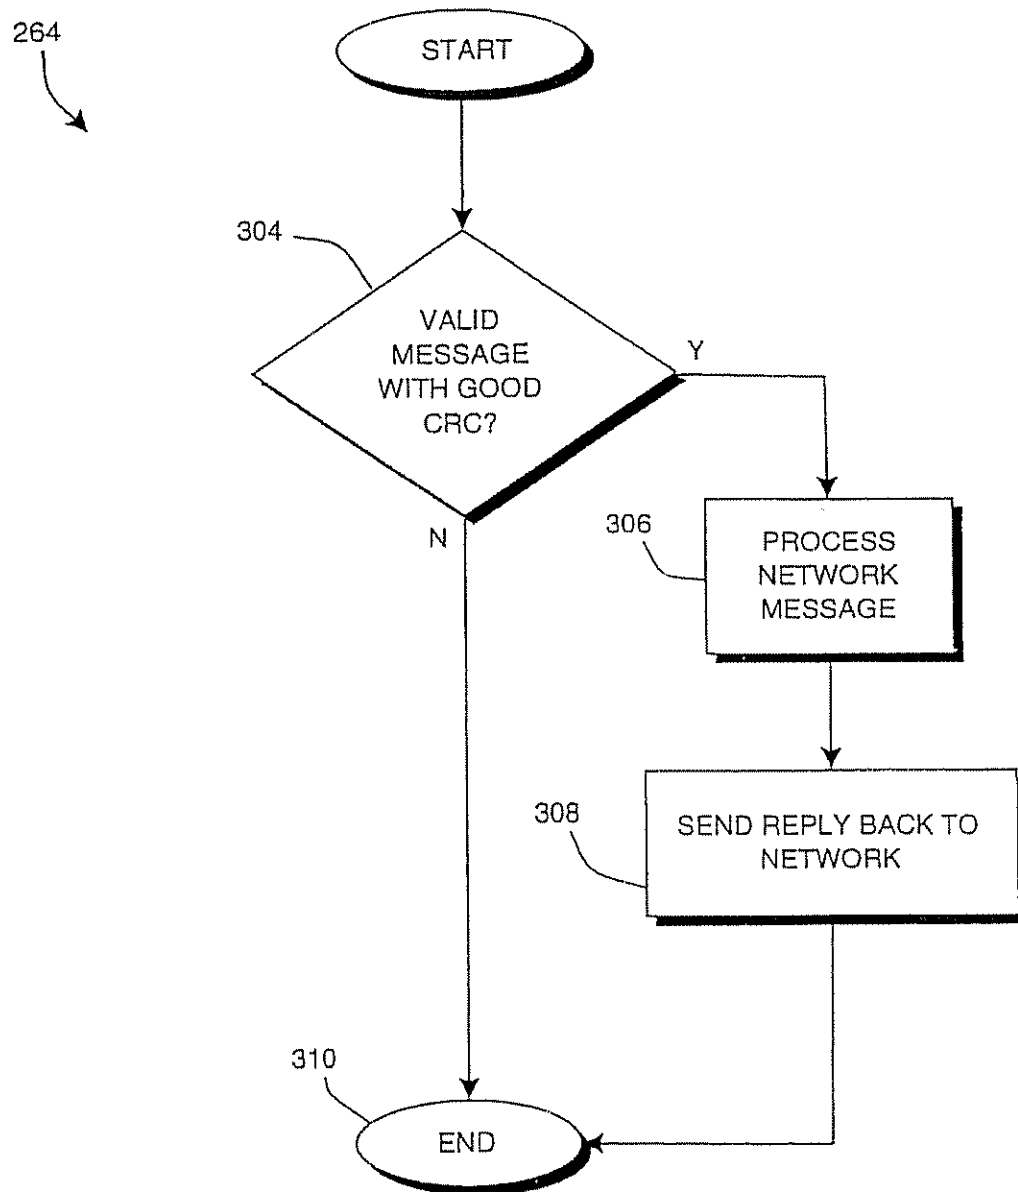 264
START
304
VALID
MESSAGE
WITH GOOD
CRC?
Y
N
306
PROCESS
NETWORK
MESSAGE
308
SEND REPLY BACK TO
NETWORK
310
END